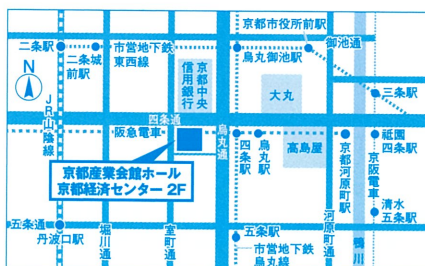 京都市役所前駅
御池通
二条駅
二条城前駅
市営地下鉄
東西線
烏丸御池駅
三条駅
N
京都中央
信用銀行
大丸
JR山陰線
四条通
阪急電車
烏丸通
四条駅
烏丸駅
高島屋
京都河原町駅
祇園
四条駅
京阪電車
京都産業会館ホール
京都経済センター 2F
清水
五条駅
五条通
丹波口駅
堀川通
室町通
五条駅
市営地下鉄
烏丸線
河原町通
鴨川